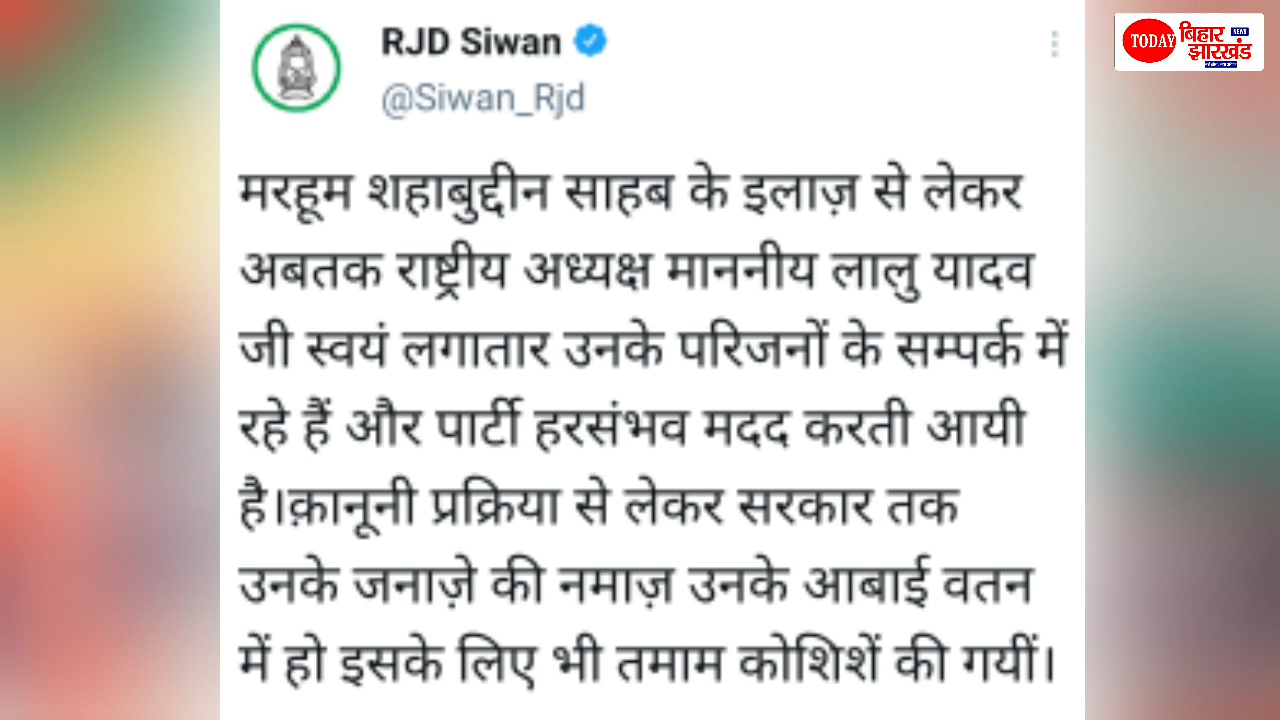 RJD Siwan
@Siwan_Rjd
TODAY
बिहार
NEWS
झारखंड
मरहूम शहाबुद्दीन साहब के इलाज़ से लेकर
अबतक राष्ट्रीय अध्यक्ष माननीय लालु यादव
जी स्वयं लगातार उनके परिजनों के सम्पर्क में
रहे हैं और पार्टी हरसंभव मदद करती आयी
है।क़ानूनी प्रक्रिया से लेकर सरकार तक
उनके जनाज़े की नमाज़ उनके आबाई वतन
में हो इसके लिए भी तमाम कोशिशें की गयीं।